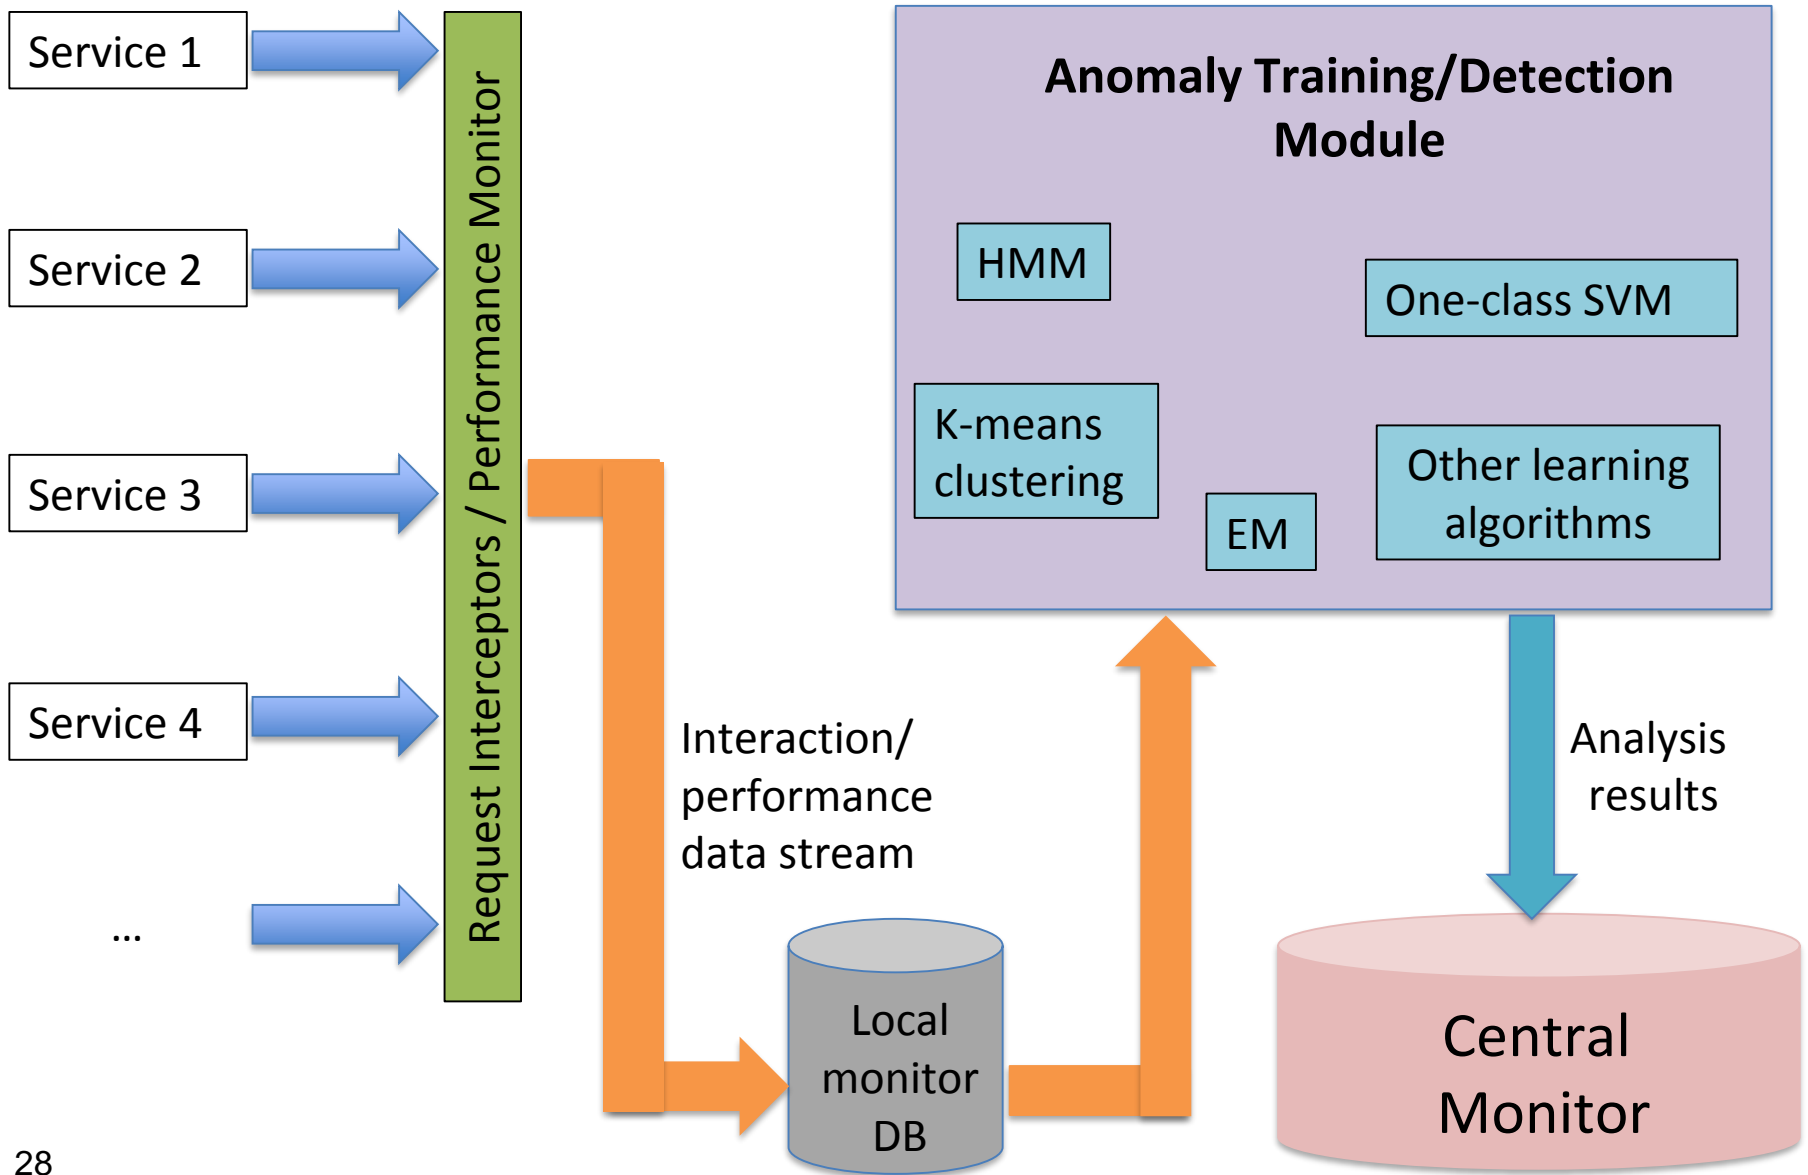 Service 1
Service 2
Service 3
Service 4
...
Request Interceptors / Performance Monitor
Interaction/
performance
data stream
Local
monitor
DB
Anomaly Training/Detection
Module
HMM
One-class SVM
K-means
clustering
EM
Other learning
algorithms
Analysis
results
Central
Monitor
28